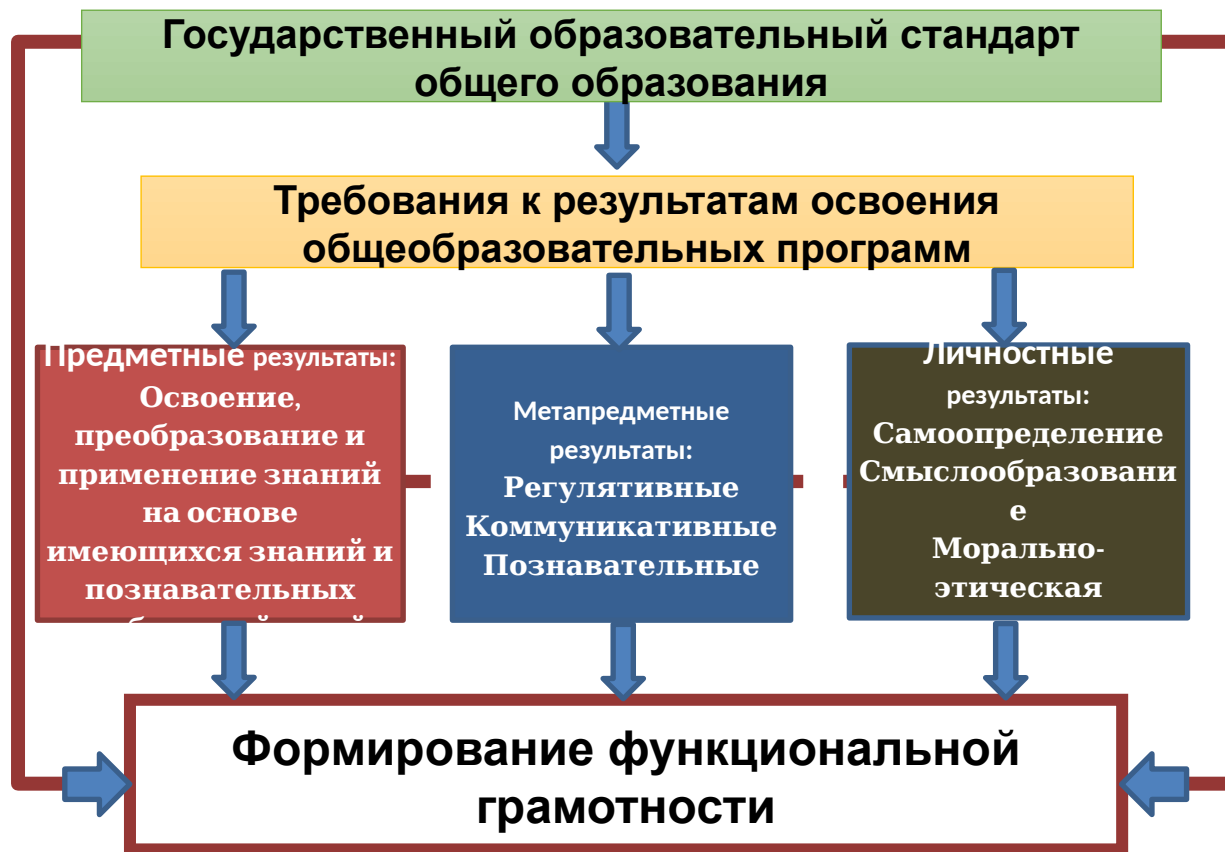 Государственный образовательный стандарт
общего образования
Требования к результатам освоения
общеобразовательных программ
Предметные результаты:
Освоение,
преобразование и
применение знаний
на основе
имеющихся знаний и
познавательных
Метапредметные
результаты:
Регулятивные
Коммуникативные
Познавательные
Личностные
результаты:
Самоопределение
Смыслообразовани
е
Морально-
этическая
Формирование функциональной
грамотности